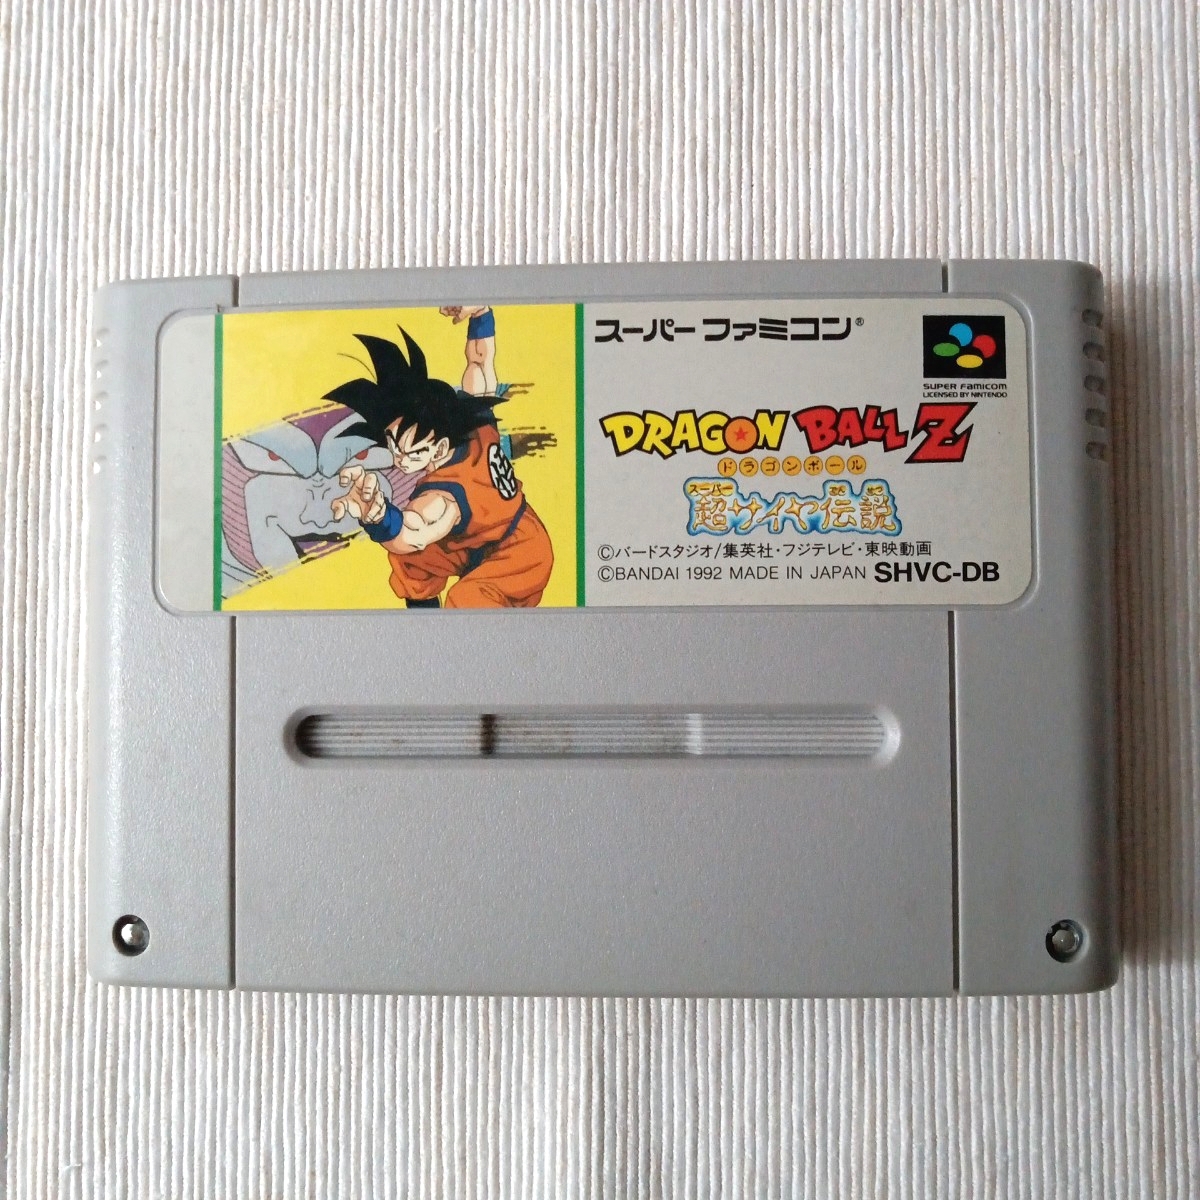 スーパーファミコン®
SUPER FAMICOM
LICENSED BY NINTENDO
DRAGON BALL Z
ドラゴンボール
スーパー でん せつ
超サイヤ伝説
©バードスタジオ/集英社・フジテレビ・東映動画
©BANDAI 1992 MADE IN JAPAN SHVC-DB